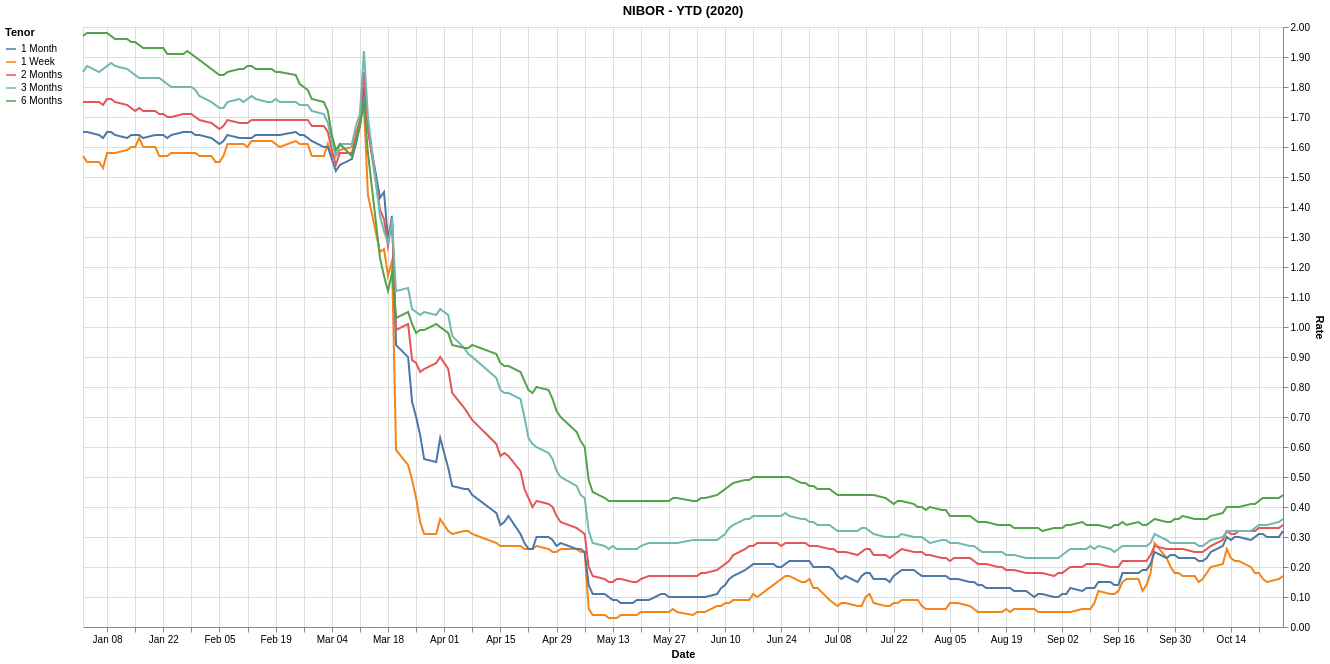 NIBOR - YTD (2020)
Tenor
1 Month
1 Week
2 Months
3 Months
6 Months
2.00
1.90
1.80
1.70
1.60
1.50
1.40
1.30
1.20
1.10
1.00
0.90
0.80
0.70
0.60
0.50
0.40
0.30
0.20
0.10
0.00
Rate
Jan 08 Jan 22 Feb 05 Feb 19 Mar 04 Mar 18 Apr 01 Apr 15 Apr 29 May 13 May 27 Jun 10 Jun 24 Jul 08 Jul 22 Aug 05 Aug 19 Sep 02 Sep 16 Sep 30 Oct 14
Date